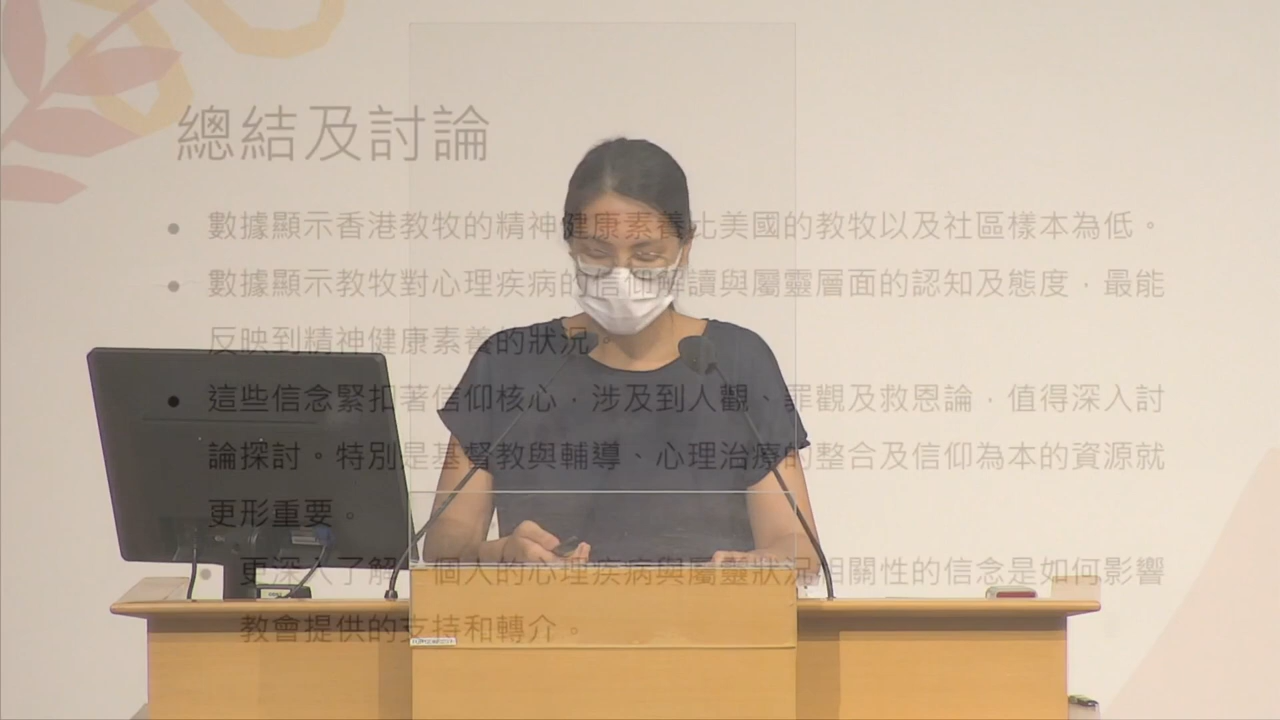 總結及討論
數據顯示香港教牧的精神健康素養比美國的教牧以及社區樣本為低。
數據顯示教牧對心理疾病的信仰解讀與屬靈層面的認知及態度，最能
反映到精神健康素養的狀況。
這些信念緊扣著信仰核心，涉及到人觀、罪觀及救恩論，值得深入討
論探討。特別是基督教與輔導、心理治療的整合及信仰為本的資源就
更形重要。
更深入了解一個人的心理疾病與屬靈狀況相關性的信念是如何影響
教會提供的支持和轉介。